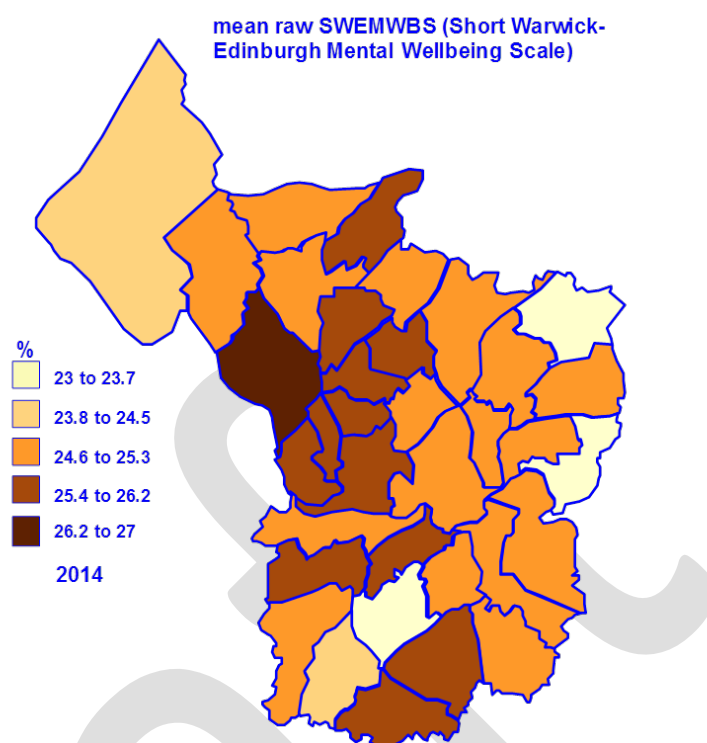 mean raw SWEMWBS (Short Warwick-
Edinburgh Mental Wellbeing Scale)
%
23 to 23.7
23.8 to 24.5
24.6 to 25.3
25.4 to 26.2
26.2 to 27
2014